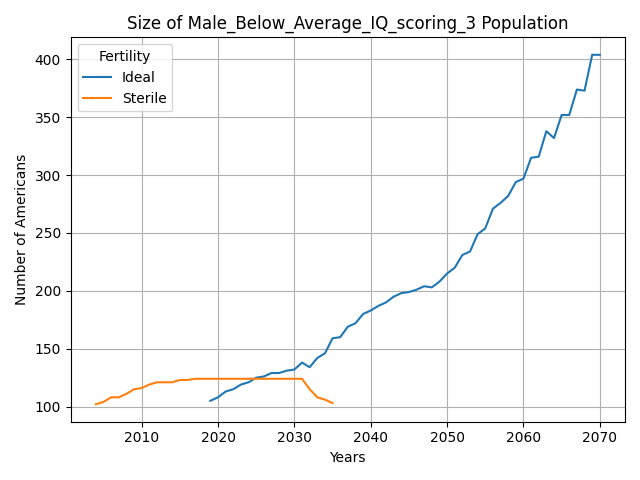 Size of Male_Below_Average_IQ_scoring_3 Population
Fertility
Ideal
Sterile
Number of Americans
400
350
300
250
200
150
100
2010 2020 2030 2040 2050 2060 2070
Years